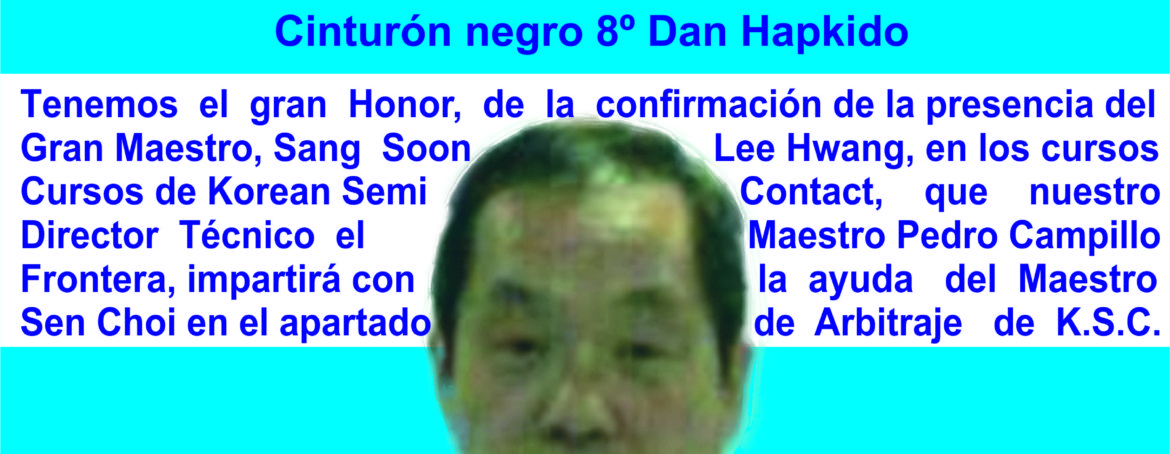 Cinturón negro 8º Dan Hapkido
Tenemos el gran Honor, de la confirmación de la presencia del
Gran Maestro, Sang Soon Lee Hwang, en los cursos
Cursos de Korean Semi Contact, que nuestro
Director Técnico el Maestro Pedro Campillo
Frontera, impartirá con la ayuda del Maestro
Sen Choi en el apartado de Arbitraje de K.S.C.